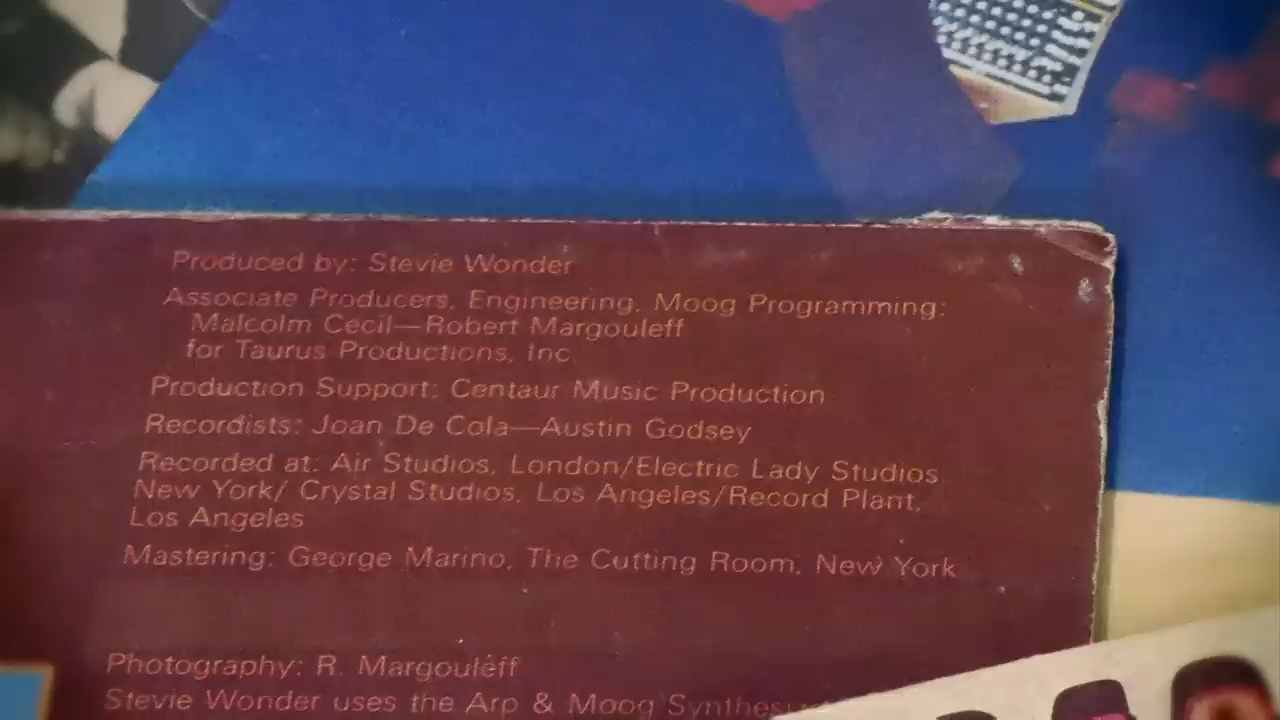 Produced by: Stevie Wonder
Associate Producers, Engineering, Moog Programming:
Malcolm Cecil—Robert Margouleff
for Taurus Productions, Inc.
Production Support: Centaur Music Production
Recordists: Joan De Cola—Austin Godsey
Recorded at: Air Studios, London/Electric Lady Studios,
New York/ Crystal Studios, Los Angeles/Record Plant,
Los Angeles
Mastering: George Marino, The Cutting Room, New York
Photography: R. Margouleff
Stevie Wonder uses the Arp & Moog